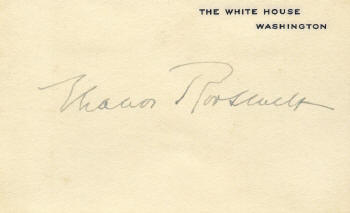 THE WHITE HOUSE
WASHINGTON
Eleanor Roosevelt